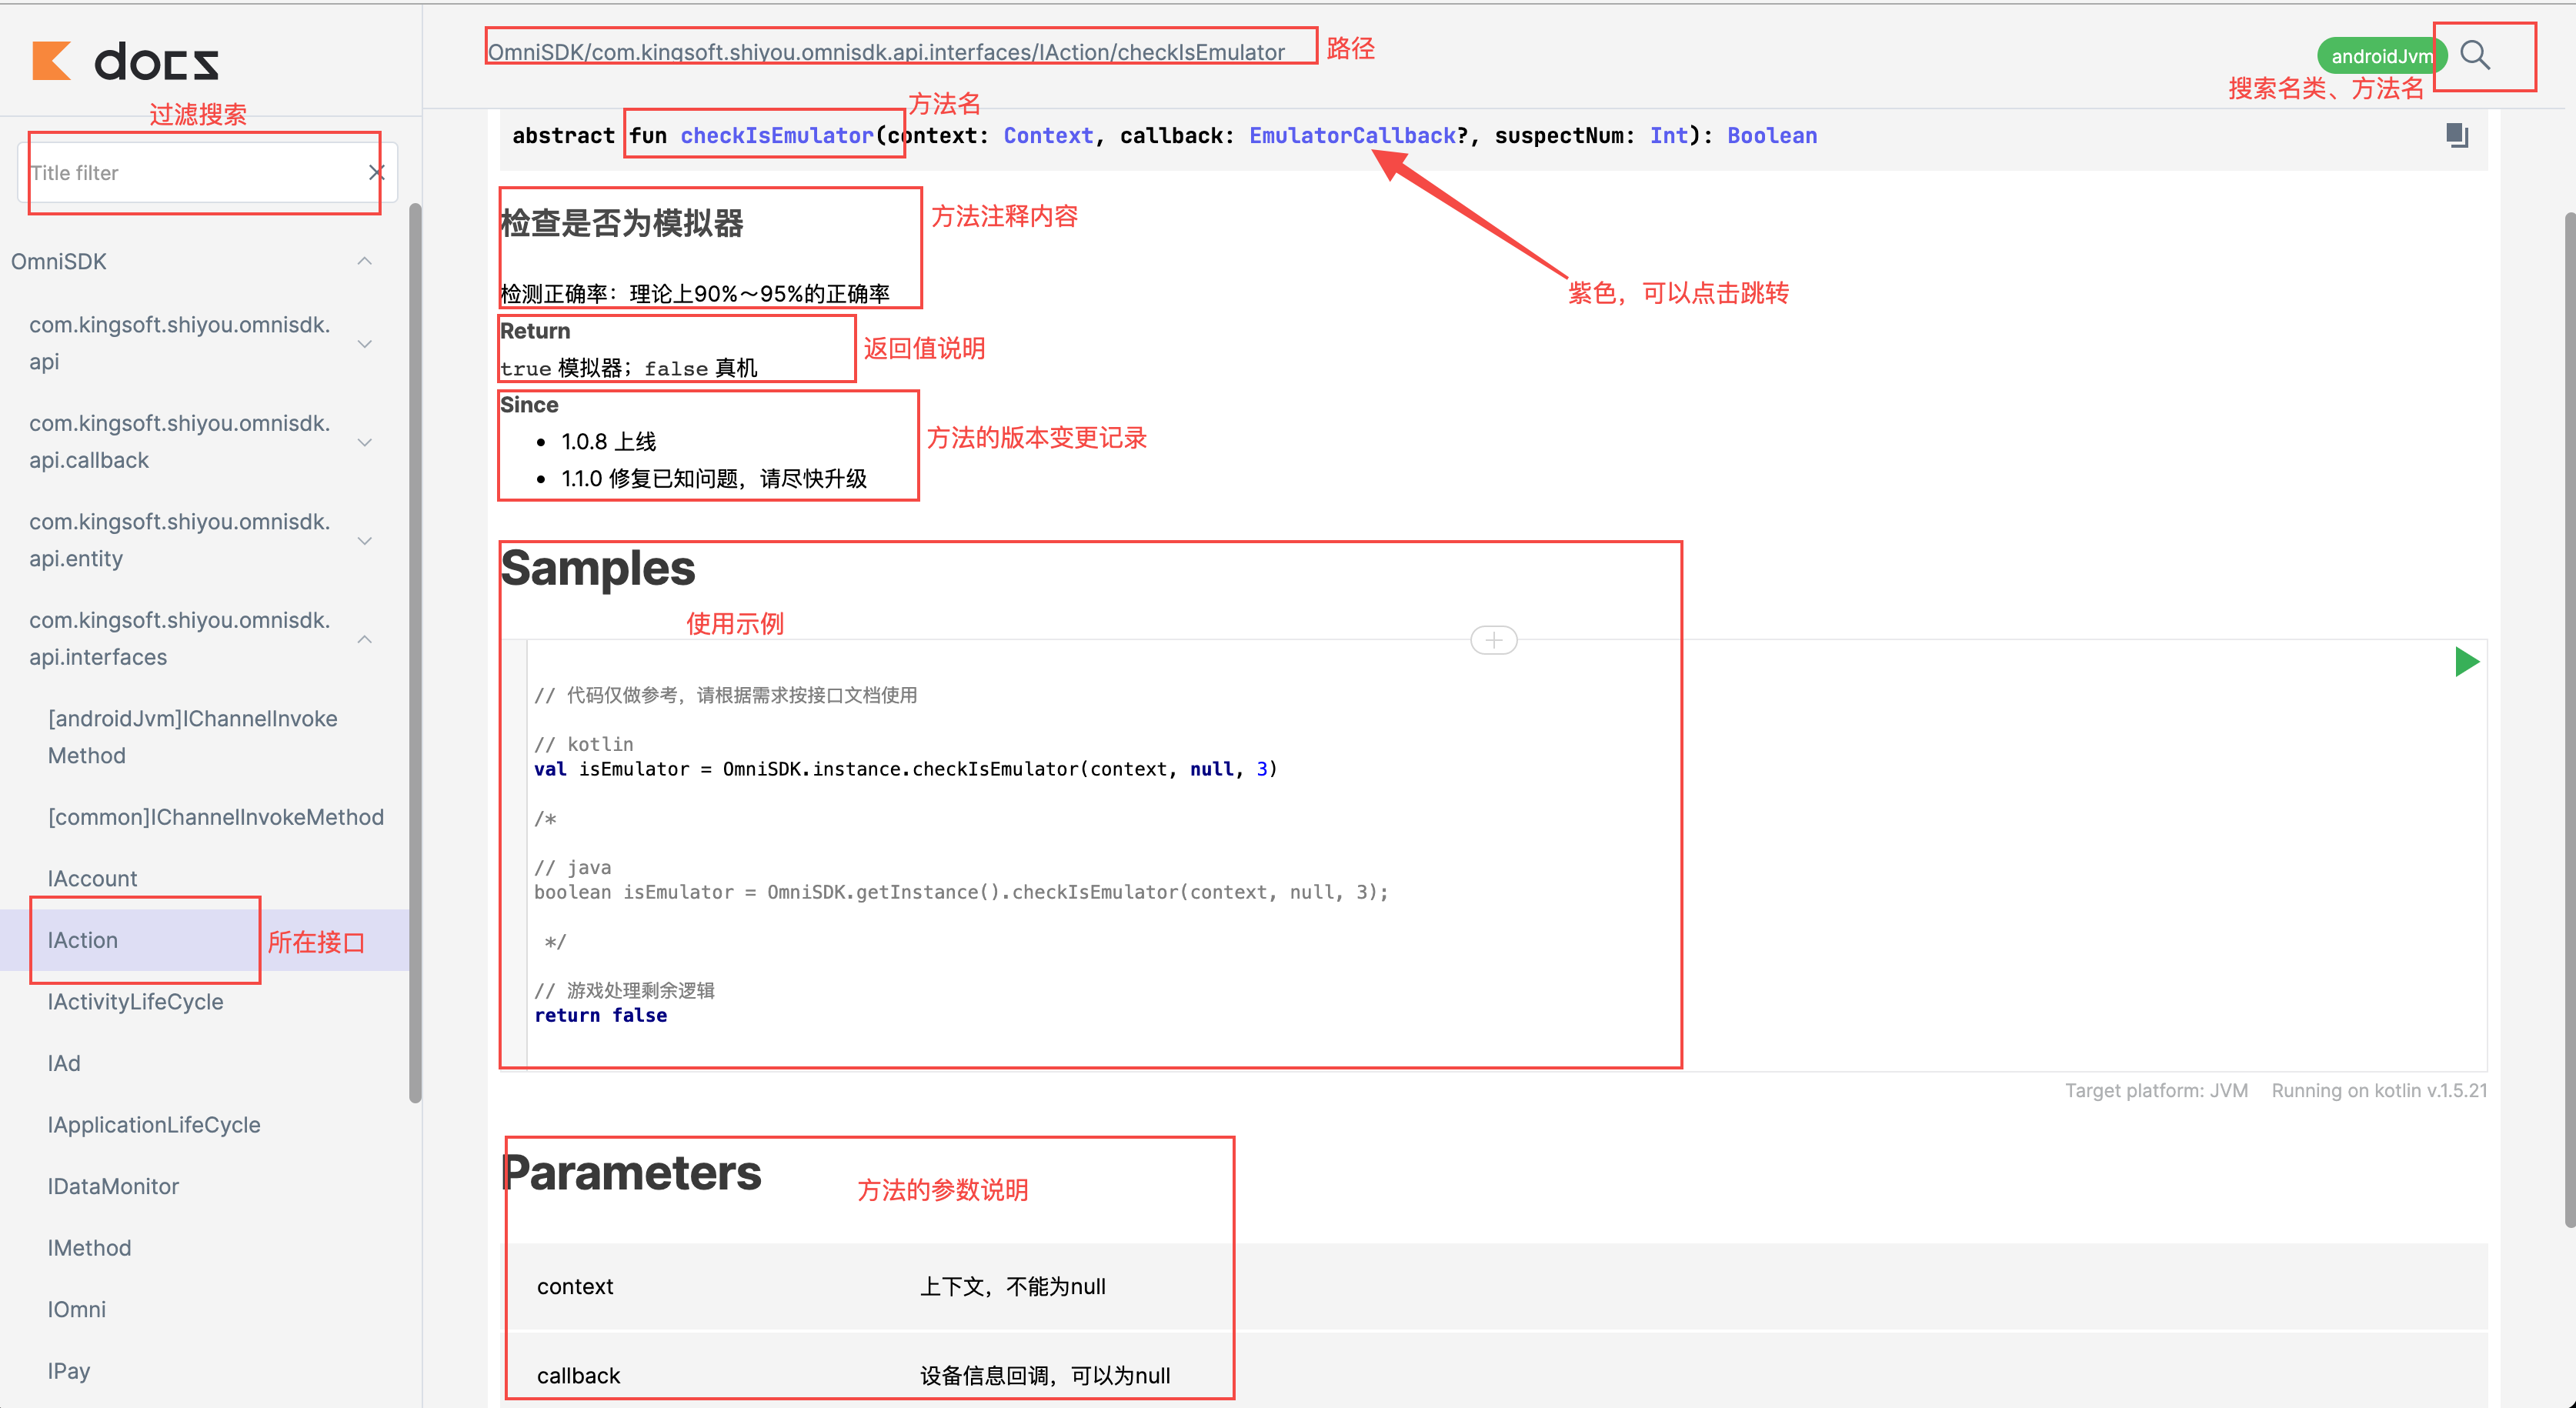 docs
过滤搜索
Title filter
OmniSDK
com.kingsoft.shiyou.omnisdk.
api
com.kingsoft.shiyou.omnisdk.
api.callback
com.kingsoft.shiyou.omnisdk.
api.entity
com.kingsoft.shiyou.omnisdk.
api.interfaces
[androidJvm]IChannelInvoke
Method
[common]IChannelInvokeMethod
IAccount
IAction 所在接口
IActivityLifeCycle
IAd
IApplicationLifeCycle
IDataMonitor
IMethod
IOmni
IPay
OmniSDK/com.kingsoft.shiyou.omnisdk.api.interfaces/IAction/checkIsEmulator 路径
androidJvm
搜索名类、方法名
方法名
abstract fun checkIsEmulator(context: Context, callback: EmulatorCallback?, suspectNum: Int): Boolean
检查是否为模拟器
方法注释内容
检测正确率：理论上90%～95%的正确率
紫色，可以点击跳转
Return
返回值说明
true 模拟器；false 真机
Since
1.0.8 上线
方法的版本变更记录
1.1.0 修复已知问题，请尽快升级
Samples
使用示例
// 代码仅做参考，请根据需求按接口文档使用
// kotlin
val isEmulator = OmniSDK.instance.checkIsEmulator(context, null, 3)
/*
// java
boolean isEmulator = OmniSDK.getInstance().checkIsEmulator(context, null, 3);
*/
// 游戏处理剩余逻辑
return false
Target platform: JVM Running on kotlin v.1.5.21
Parameters
方法的参数说明
context 上下文，不能为null
callback 设备信息回调，可以为null